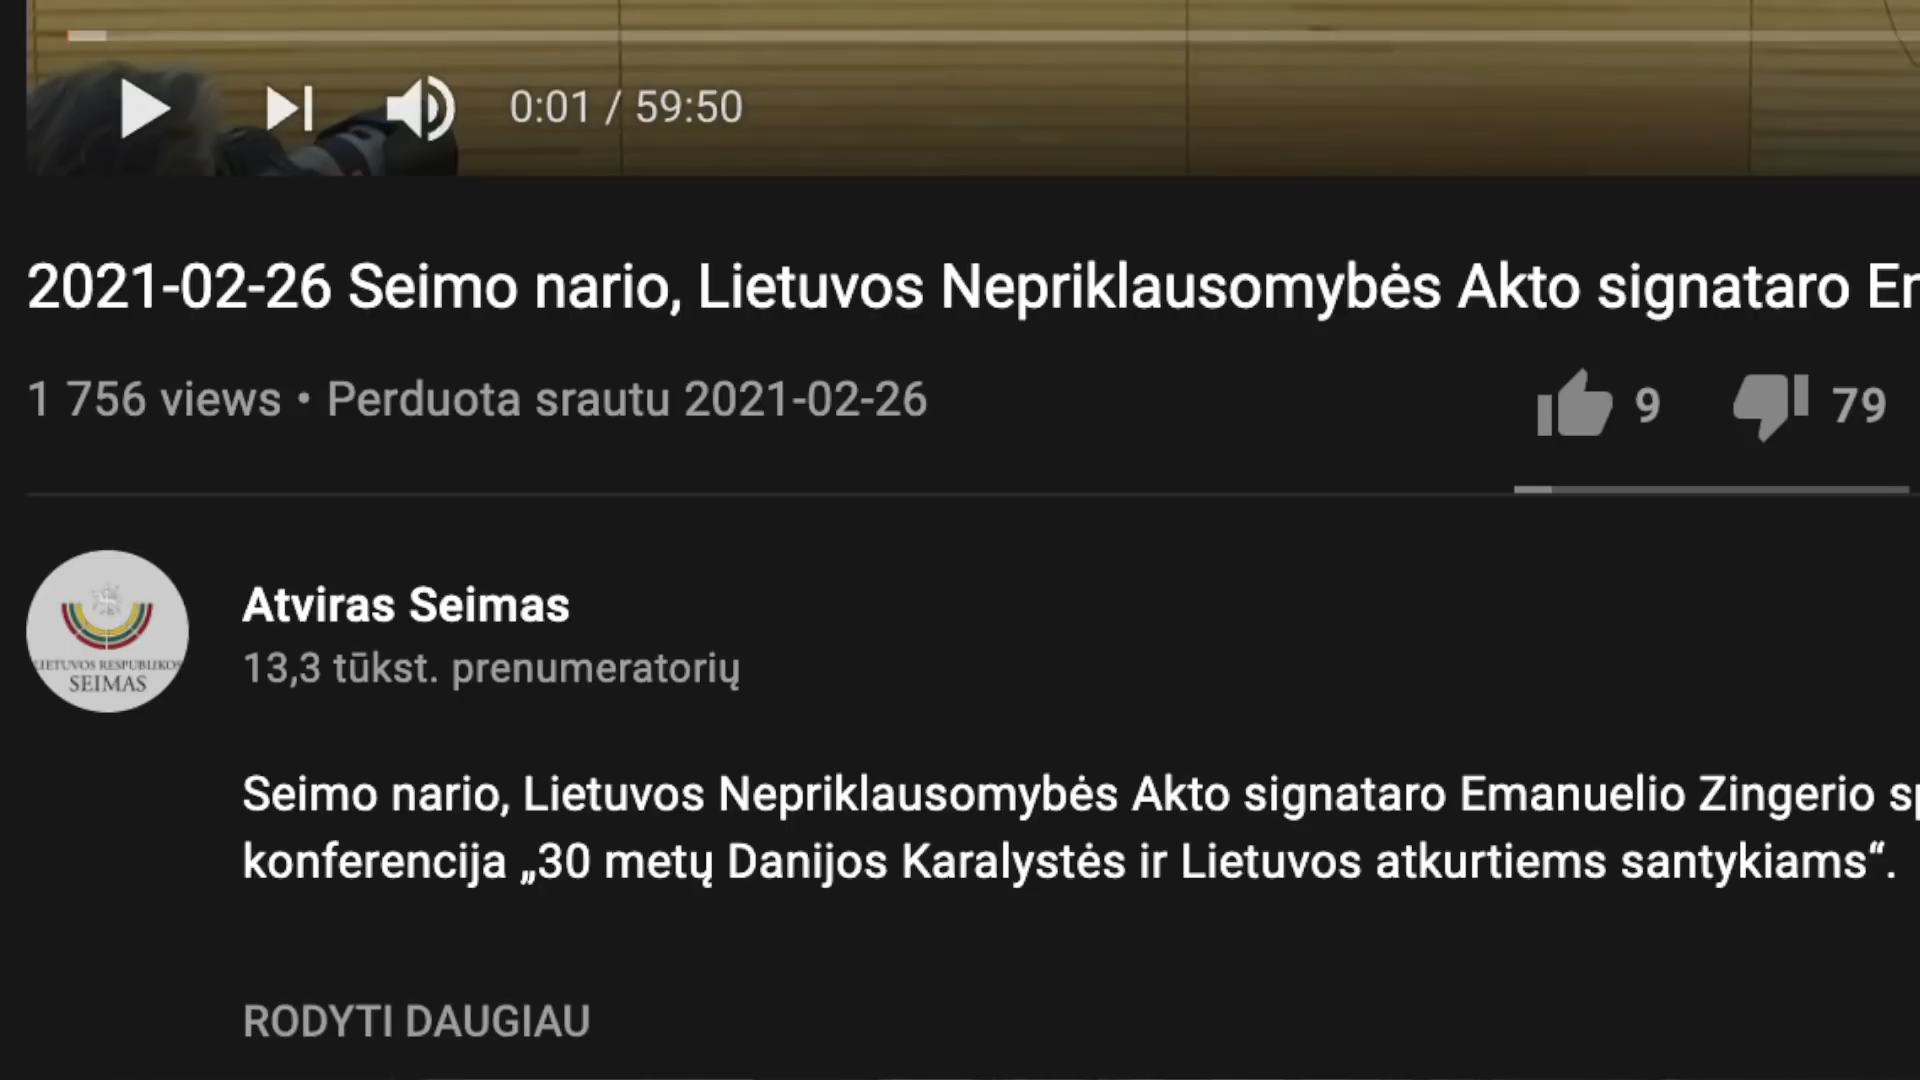 0:01 / 59:50
2021-02-26 Seimo nario, Lietuvos Nepriklausomybės Akto signataro
1 756 views • Perduota srautu 2021-02-26
9
79
LIETUVOS RESPUBLIKOS
SEIMAS
Atviras Seimas
13,3 tūkst. prenumeratorių
Seimo nario, Lietuvos Nepriklausomybės Akto signataro Emanuelio Zingerio
konferencija „30 metų Danijos Karalystės ir Lietuvos atkurtiems santykiams“.
RODYTI DAUGIAU